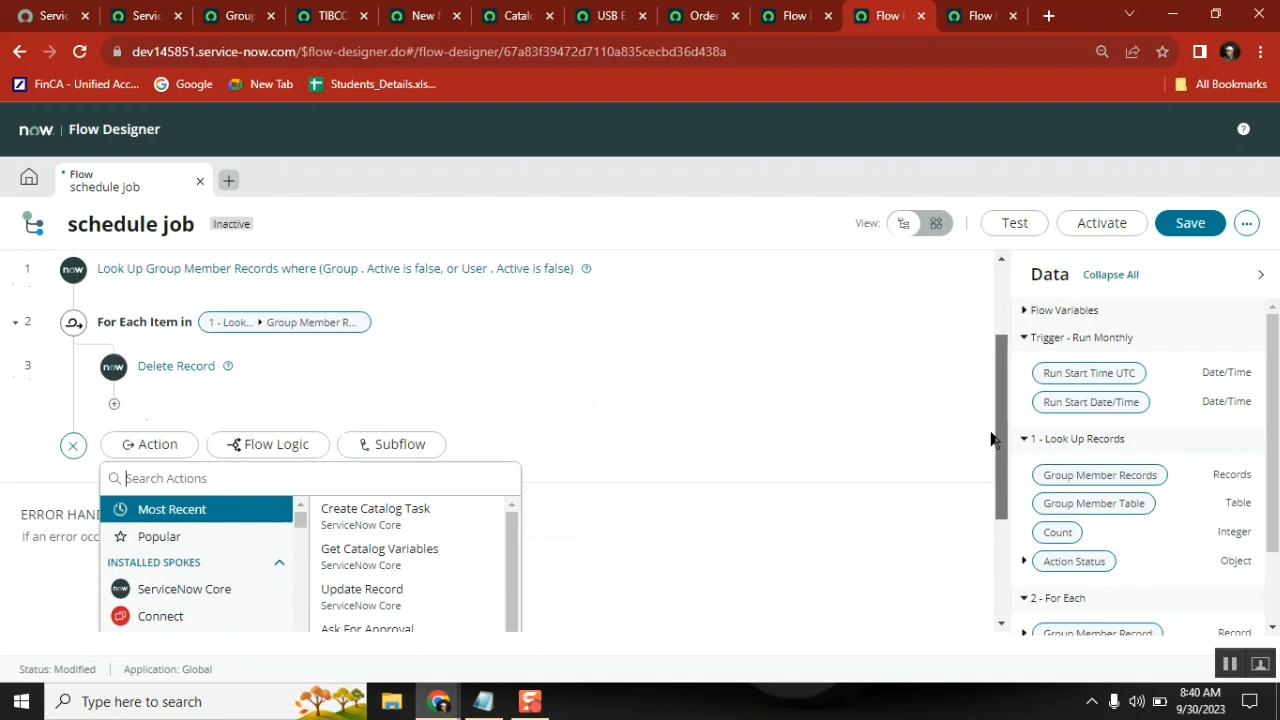 Servic
Servic
Group
TIBCC
New F
Catalc
USB E
Order
Flow
Flow
Flow
dev145851.service-now.com/$flow-designer.do#/flow-designer/67a83f39472d7110a835cecbd36d438a
FinCA - Unified Acc...
Google
New Tab
Students_Details.xls...
All Bookmarks
now. | Flow Designer
Flow
schedule job
schedule job
Inactive
View:
Test
Activate
Save
1 now Look Up Group Member Records where (Group . Active is false, or User . Active is false)
2 For Each Item in 1 - Look... Group Member R...
3 now Delete Record
Action
Flow Logic
Subflow
Search Actions
Most Recent
Popular
INSTALLED SPOKES
now ServiceNow Core
Connect
Create Catalog Task
ServiceNow Core
Get Catalog Variables
ServiceNow Core
Update Record
ServiceNow Core
Ask For Approval
ERROR HAN
If an error occ
Data Collapse All
Flow Variables
Trigger - Run Monthly
Run Start Time UTC Date/Time
Run Start Date/Time Date/Time
1 - Look Up Records
Group Member Records Records
Group Member Table Table
Count Integer
Action Status Object
2 - For Each
Group Member Record Record
Status: Modified
Application: Global
Type here to search
8:40 AM
9/30/2023